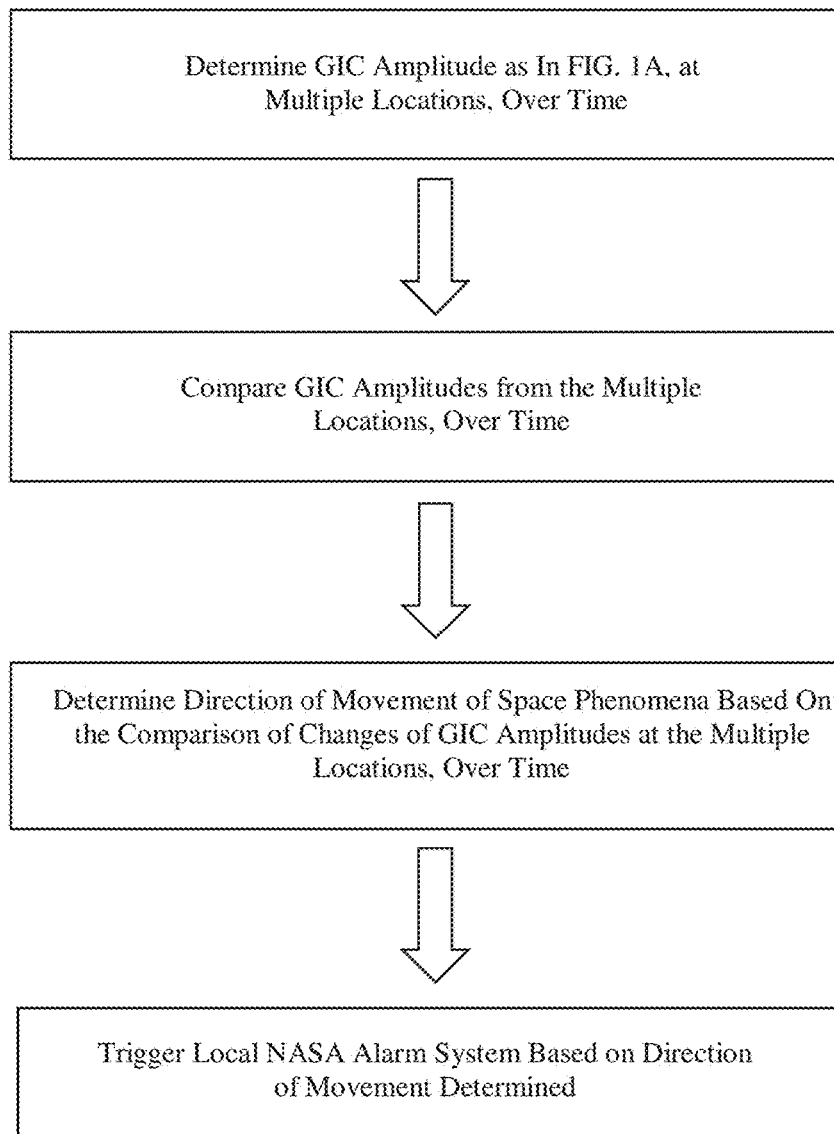 Determine GIC Amplitude as In FIG. 1A, at
Multiple Locations, Over Time
Compare GIC Amplitudes from the Multiple
Locations, Over Time
Determine Direction of Movement of Space Phenomena Based On
the Comparison of Changes of GIC Amplitudes at the Multiple
Locations, Over Time
Trigger Local NASA Alarm System Based on Direction
of Movement Determined